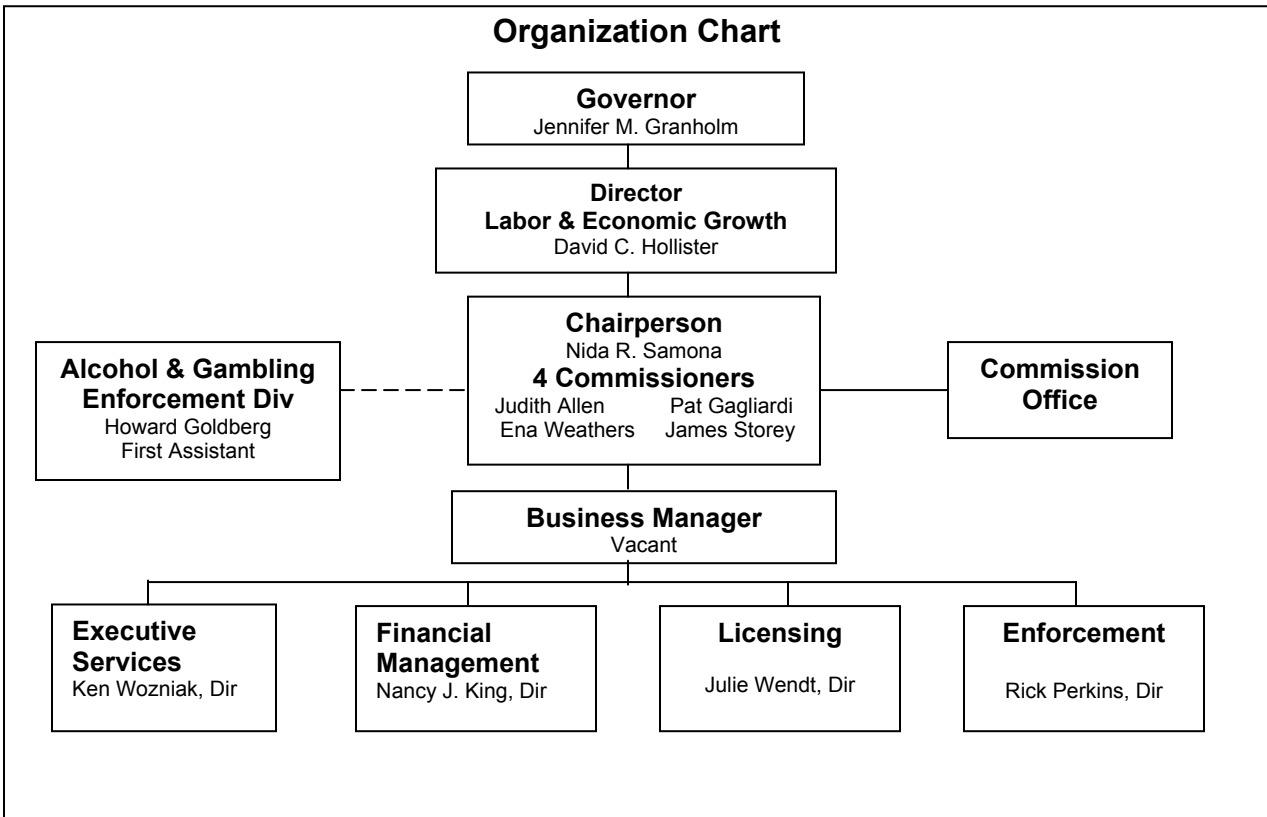 Organization Chart
Governor
Jennifer M. Granholm
Director
Labor & Economic Growth
David C. Hollister
Chairperson
Nida R. Samona
4 Commissioners
Judith Allen Pat Gagliardi
Ena Weathers James Storey
Alcohol & Gambling
Enforcement Div
Howard Goldberg
First Assistant
Commission
Office
Business Manager
Vacant
Executive
Services
Ken Wozniak, Dir
Financial
Management
Nancy J. King, Dir
Licensing
Julie Wendt, Dir
Enforcement
Rick Perkins, Dir